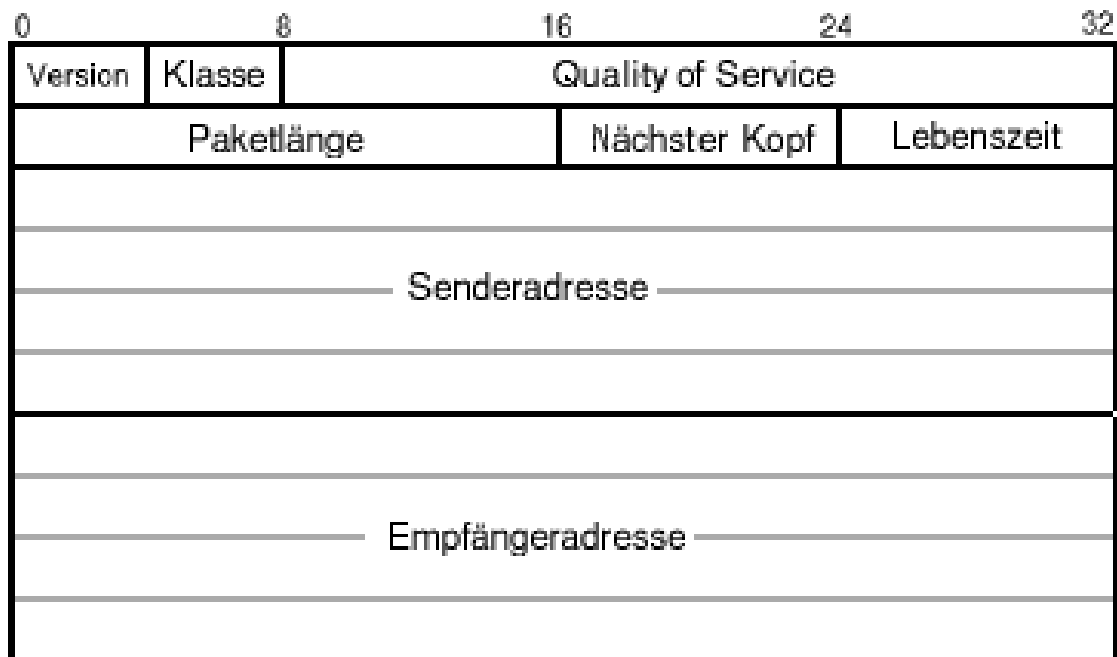 0 8 16 24 32
Version Klasse Quality of Service
Paketlänge Nächster Kopf Lebenszeit
Senderadresse
Empfängeradresse